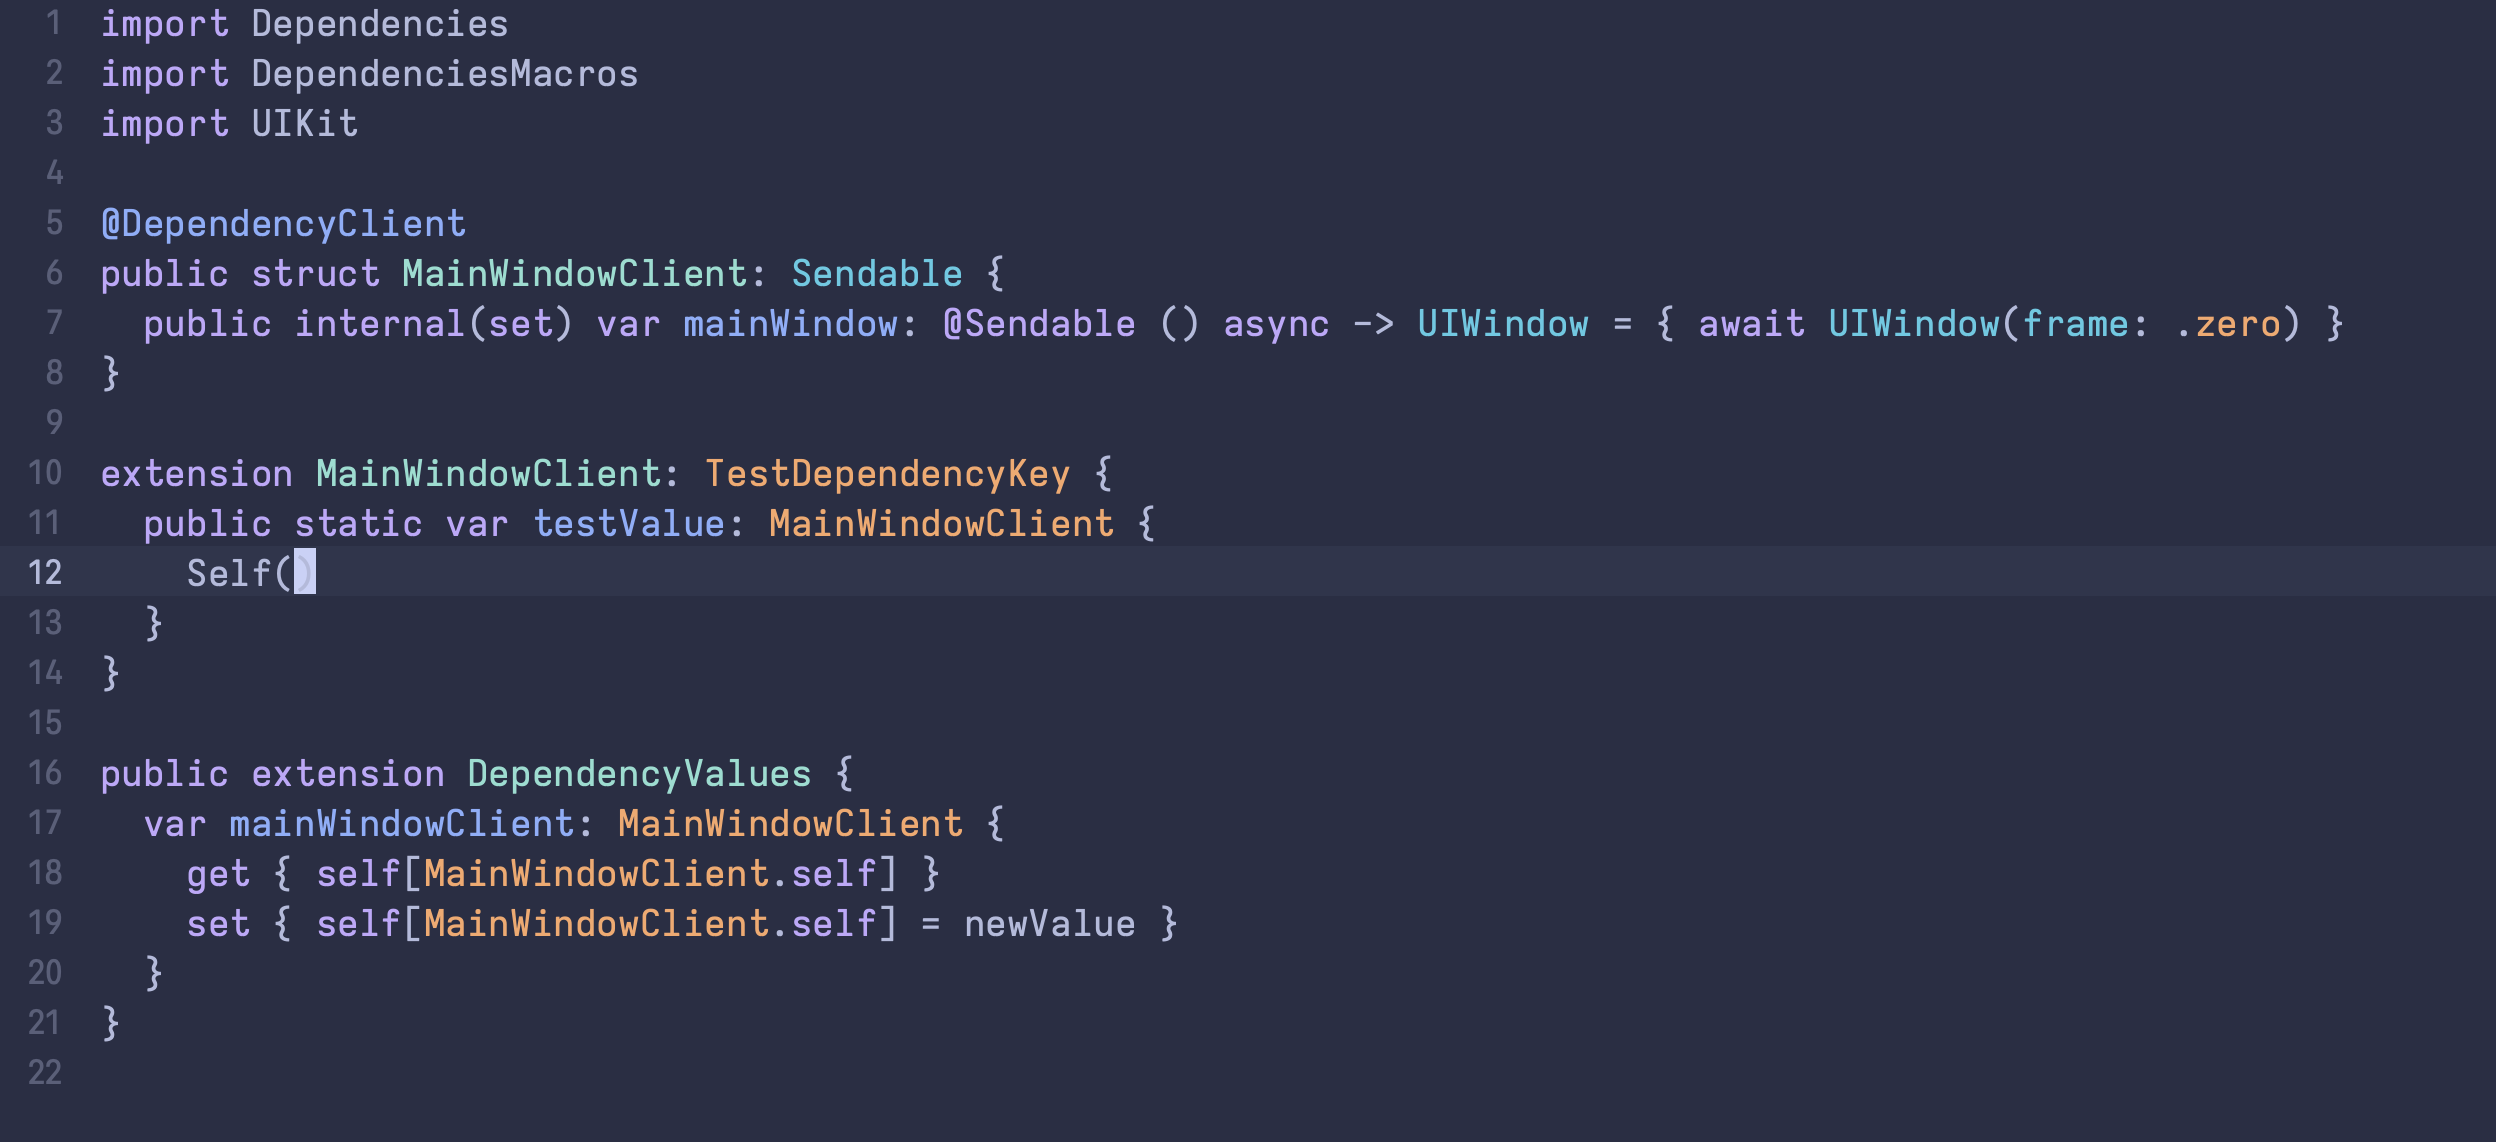 1 import Dependencies
2 import DependenciesMacros
3 import UIKit
4
5 @DependencyClient
6 public struct MainWindowClient: Sendable {
7   public internal(set) var mainWindow: @Sendable () async -> UIWindow = { await UIWindow(frame: .zero) }
8 }
9
10 extension MainWindowClient: TestDependencyKey {
11   public static var testValue: MainWindowClient {
12     Self()
13   }
14 }
15
16 public extension DependencyValues {
17   var mainWindowClient: MainWindowClient {
18     get { self[MainWindowClient.self] }
19     set { self[MainWindowClient.self] = newValue }
20   }
21 }
22